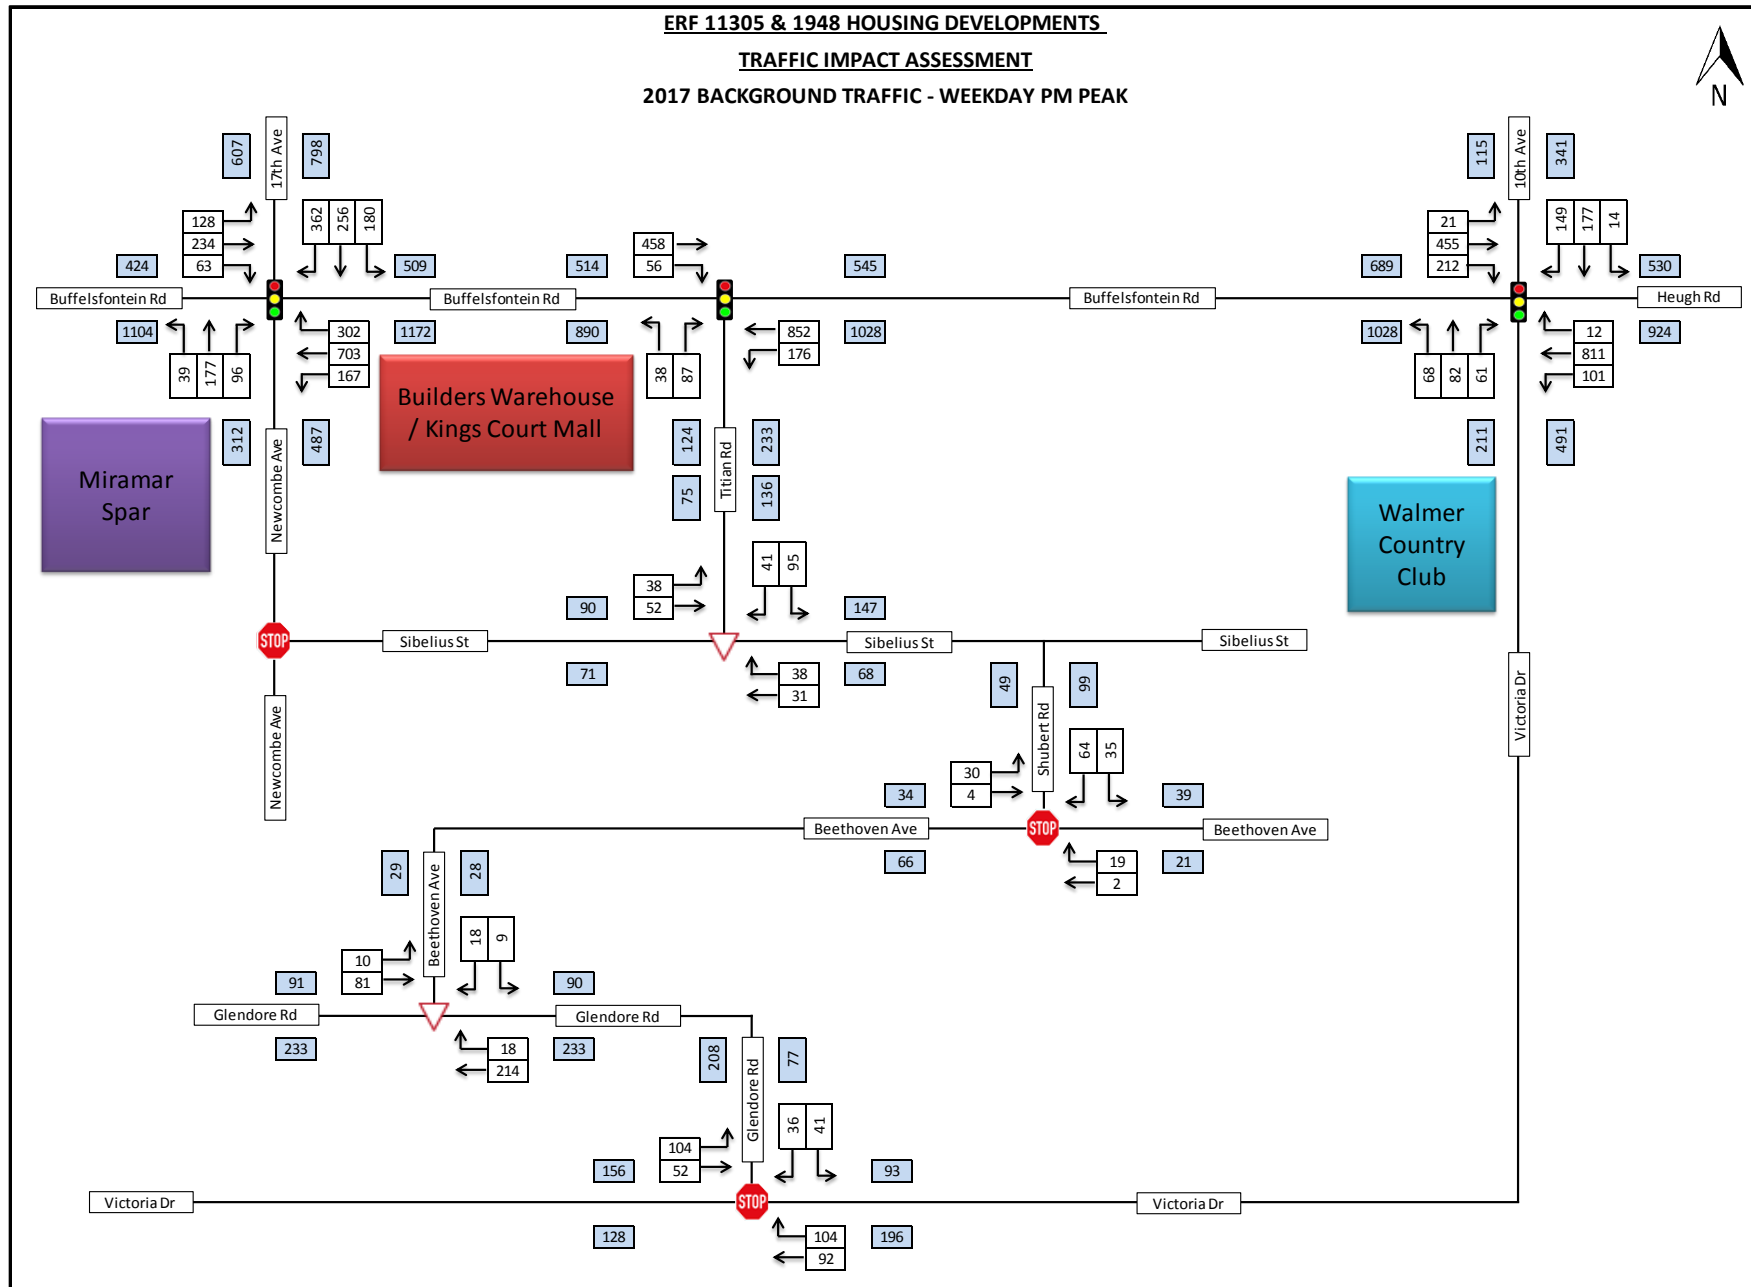 ERF 11305 & 1948 HOUSING DEVELOPMENTS
TRAFFIC IMPACT ASSESSMENT
2017 BACKGROUND TRAFFIC - WEEKDAY PM PEAK
N
607
17th Ave
798
115
10th Ave
341
128
234
63
362
256
180
458
56
21
455
212
149
177
14
424
509
514
545
689
530
Buffelsfontein Rd
Buffelsfontein Rd
Buffelsfontein Rd
Heugh Rd
1104
1172
890
1028
1028
924
39
177
96
302
703
167
38
87
852
176
68
82
61
12
811
101
Builders Warehouse
/ Kings Court Mall
Miramar
Spar
312
Newcombe Ave
487
124
Titian Rd
233
75
136
211
491
Walmer
Country
Club
38
52
41
95
90
147
STOP
Sibelius St
Sibelius St
Sibelius St
71
38
31
68
49
Shubert Rd
99
Newcombe Ave
Victoria Dr
30
4
64
35
34
39
Beethoven Ave
STOP
Beethoven Ave
66
19
2
21
29
Beethoven Ave
28
10
81
18
9
91
90
Glendore Rd
Glendore Rd
233
18
214
233
208
Glendore Rd
77
104
52
36
41
156
93
Victoria Dr
STOP
Victoria Dr
128
104
92
196